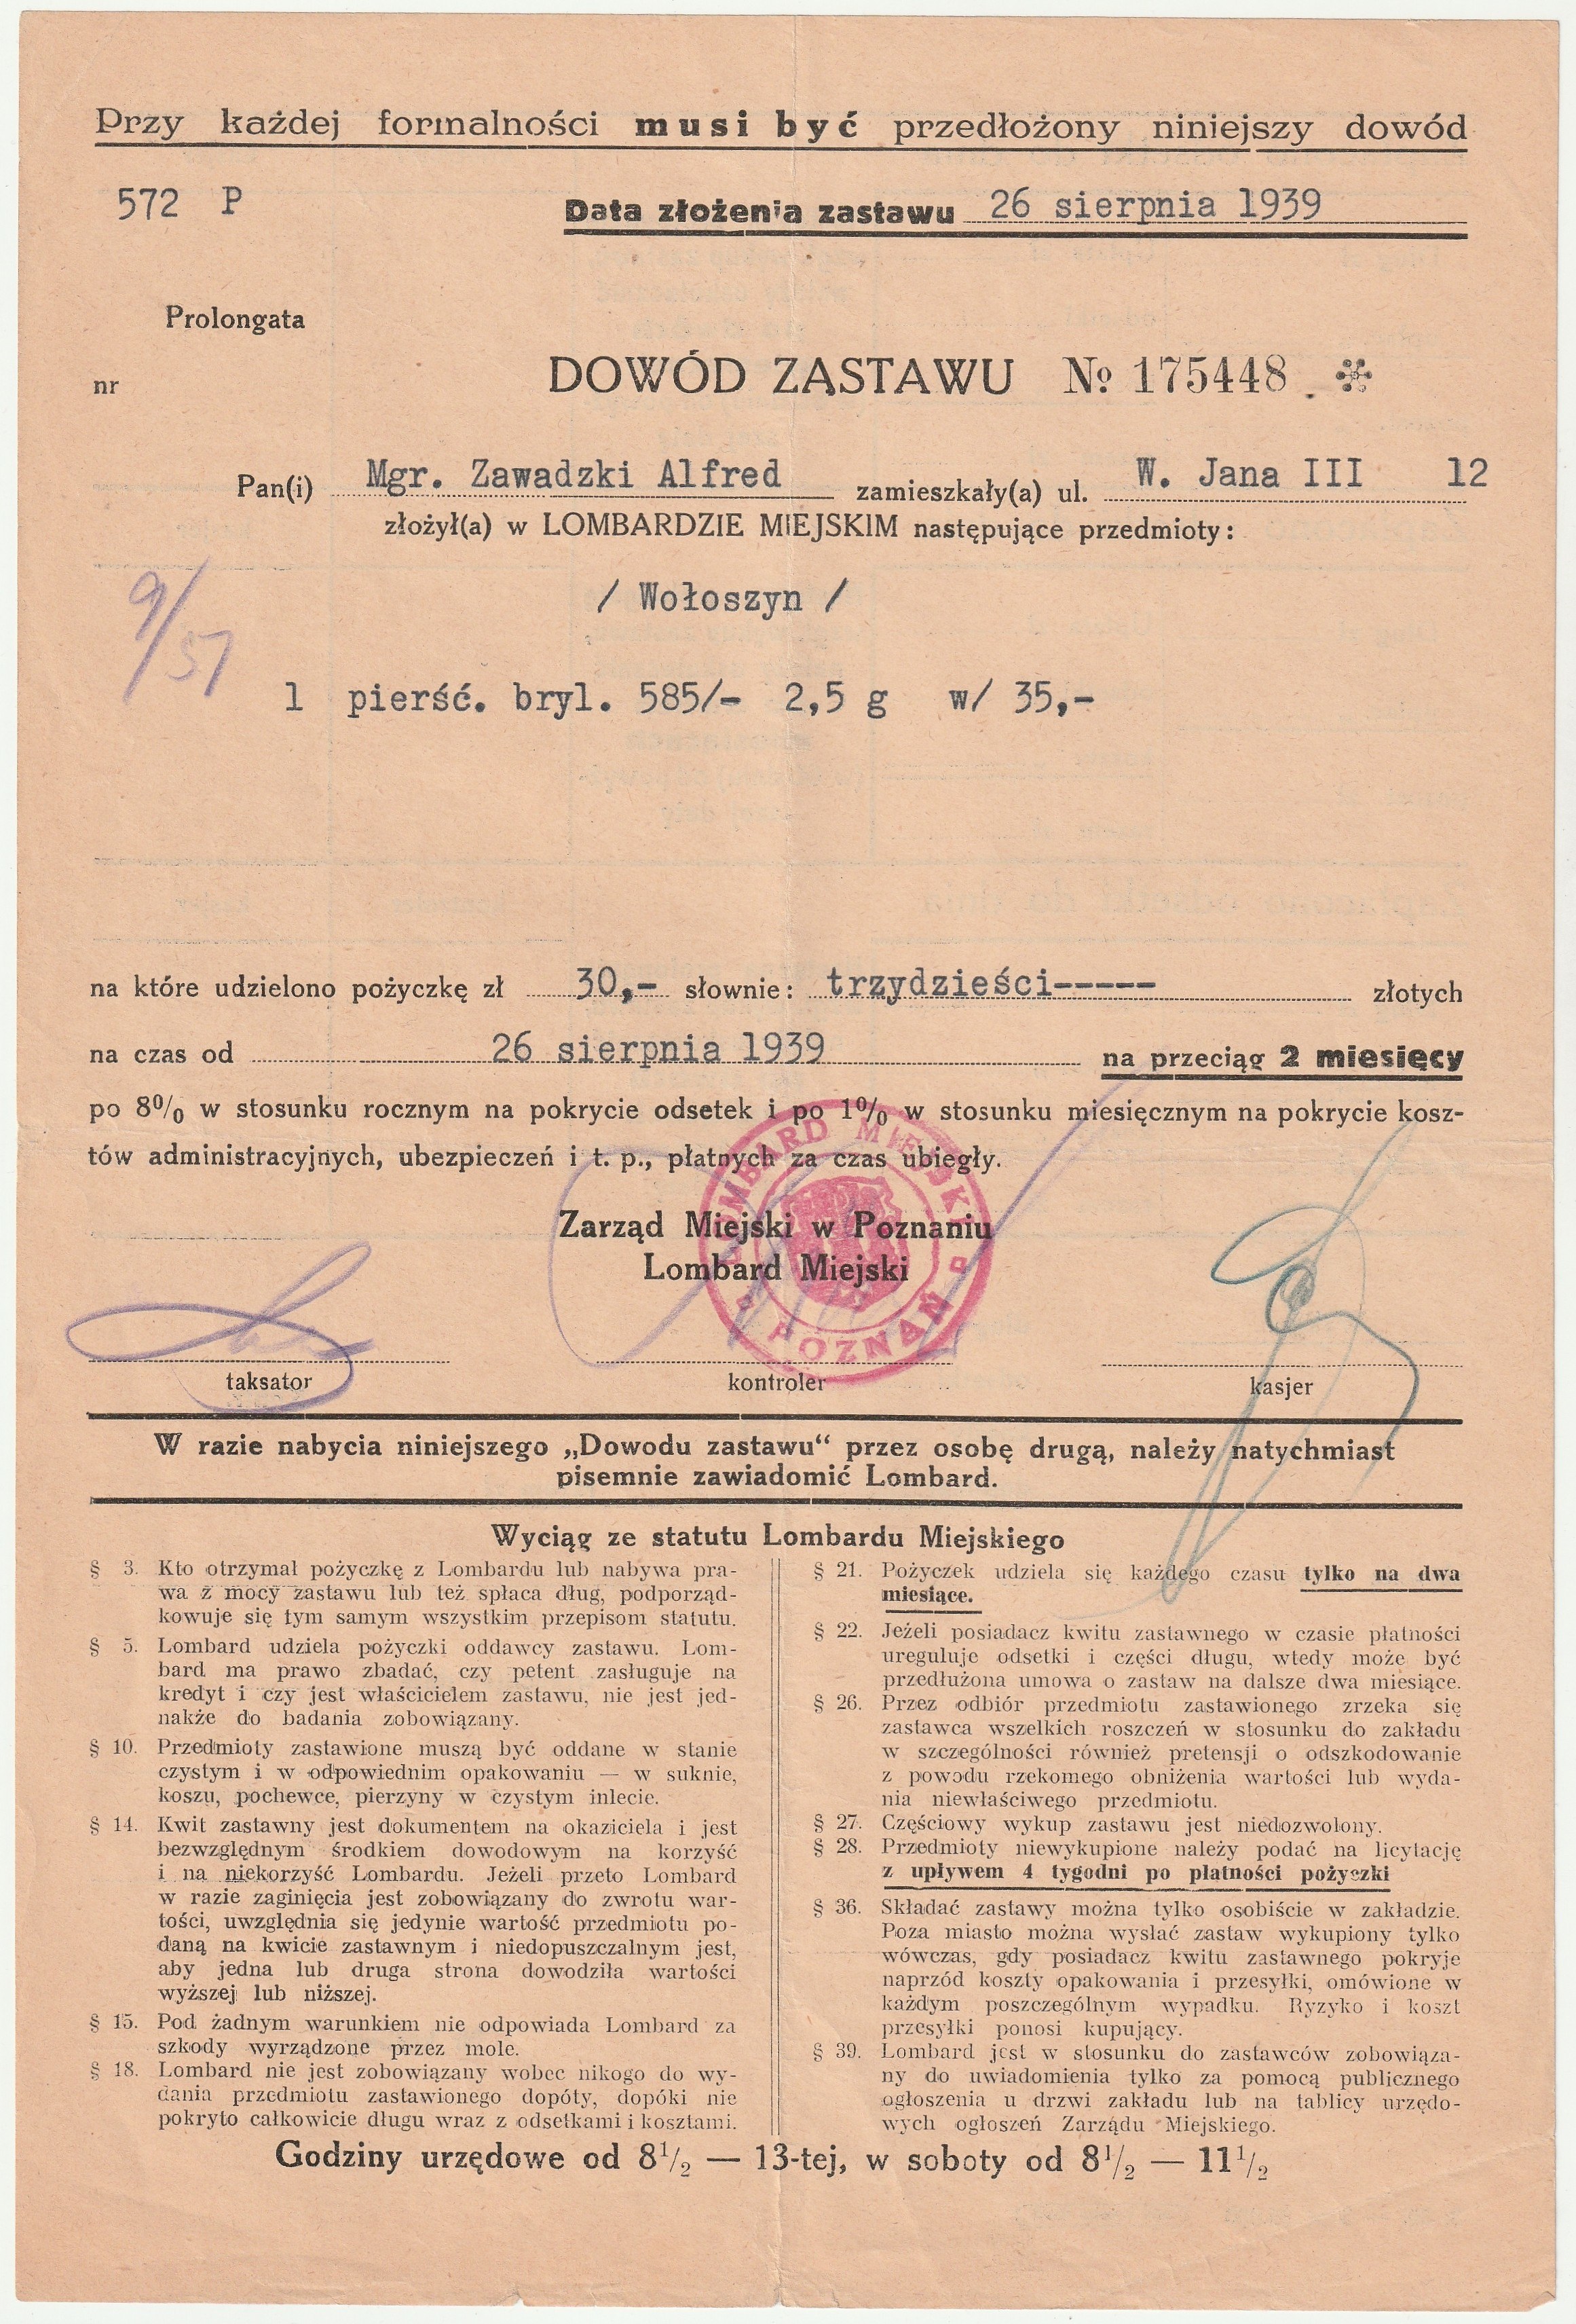 Przy każdej formalności musi być przedłożony niniejszy dowód
572 P
Data złożenia zastawu 26 sierpnia 1939
Prolongata
nr
DOWÓD ZASTAWU № 175448
Pan(i) Mgr. Zawadzki Alfred zamieszkały(a) ul. W. Jana III 12
złożył(a) w LOMBARDZIE MIEJSKIM następujące przedmioty:
/ Wołoszyn /
9/57
1 pierść. bryl. 585/- 2,5 g w/ 35,-
na które udzielono pożyczkę zł 30,- słownie: trzydzieści----- złotych
na czas od 26 sierpnia 1939 na przeciąg 2 miesięcy
po 8% w stosunku rocznym na pokrycie odsetek i po 1% w stosunku miesięcznym na pokrycie kosz-
tów administracyjnych, ubezpieczeń i t. p., płatnych za czas ubiegły.
LOMBARD MIEJSKI POZNAŃ
Zarząd Miejski w Poznaniu
Lombard Miejski
taksator
kontroler
kasjer
W razie nabycia niniejszego „Dowodu zastawu“ przez osobę drugą, należy natychmiast
pisemnie zawiadomić Lombard.
Wyciąg ze statutu Lombardu Miejskiego
§ 3. Kto otrzymał pożyczkę z Lombardu lub nabywa pra-
wa z mocy zastawu lub też spłaca dług, podporząd-
kowuje się tym samym wszystkim przepisom statutu.
§ 5. Lombard udziela pożyczki oddawcy zastawu. Lom-
bard ma prawo zbadać, czy petent zasługuje na
kredyt i czy jest właścicielem zastawu, nie jest jed-
nakże do badania zobowiązany.
§ 10. Przedmioty zastawione muszą być oddane w stanie
czystym i w odpowiednim opakowaniu — w suknie,
koszu, pochewce, pierzyny w czystym inlecie.
§ 14. Kwit zastawny jest dokumentem na okaziciela i jest
bezwzględnym środkiem dowodowym na korzyść
i na niekorzyść Lombardu. Jeżeli przeto Lombard
w razie zaginięcia jest zobowiązany do zwrotu war-
tości, uwzględnia się jedynie wartość przedmiotu po-
daną na kwicie zastawnym i niedopuszczalnym jest,
aby jedna lub druga strona dowodziła wartości
wyższej lub niższej.
§ 15. Pod żadnym warunkiem nie odpowiada Lombard za
szkody wyrządzone przez mole.
§ 18. Lombard nie jest zobowiązany wobec nikogo do wy-
dania przedmiotu zastawionego dopóty, dopóki nie
pokryto całkowicie długu wraz z odsetkami i kosztami.
§ 21. Pożyczek udziela się każdego czasu tylko na dwa
miesiące.
§ 22. Jeżeli posiadacz kwitu zastawnego w czasie płatności
ureguluje odsetki i części długu, wtedy może być
przedłużona umowa o zastaw na dalsze dwa miesiące.
§ 26. Przez odbiór przedmiotu zastawionego zrzeka się
zastawca wszelkich roszczeń w stosunku do zakładu
w szczególności również pretensji o odszkodowanie
z powodu rzekomego obniżenia wartości lub wyda-
nia niewłaściwego przedmiotu.
§ 27. Częściowy wykup zastawu jest niedozwolony.
§ 28. Przedmioty niewykupione należy podać na licytację
z upływem 4 tygodni po płatności pożyczki
§ 36. Składać zastawy można tylko osobiście w zakładzie.
Poza miasto można wysłać zastaw wykupiony tylko
wówczas, gdy posiadacz kwitu zastawnego pokryje
naprzód koszty opakowania i przesyłki, omówione w
każdym poszczególnym wypadku. Ryzyko i koszt
przesyłki ponosi kupujący.
§ 39. Lombard jest w stosunku do zastawców zobowiąza-
ny do uwiadomienia tylko za pomocą publicznego
ogłoszenia u drzwi zakładu lub na tablicy urzędo-
wych ogłoszeń Zarządu Miejskiego.
Godziny urzędowe od 8½ — 13-tej, w soboty od 8½ — 11½